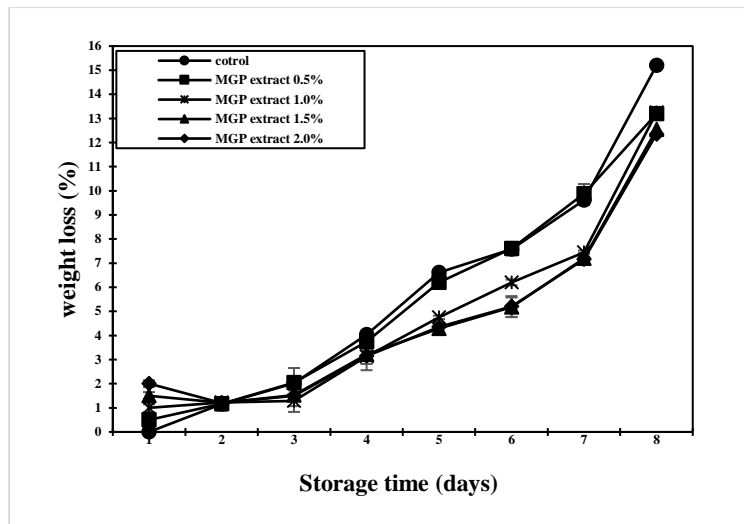 16
15
14
13
12
11
10
9
8
7
6
5
4
3
2
1
0
weight loss (%)
cotrol
MGP extract 0.5%
MGP extract 1.0%
MGP extract 1.5%
MGP extract 2.0%
1 2 3 4 5 6 7 8
Storage time (days)